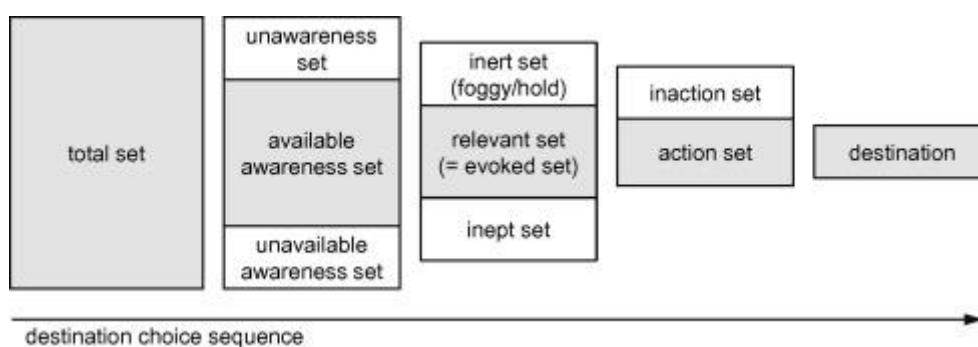 total set
unawareness
set
available
awareness set
unavailable
awareness set
inert set
(foggy/hold)
relevant set
(= evoked set)
inept set
inaction set
action set
destination
destination choice sequence